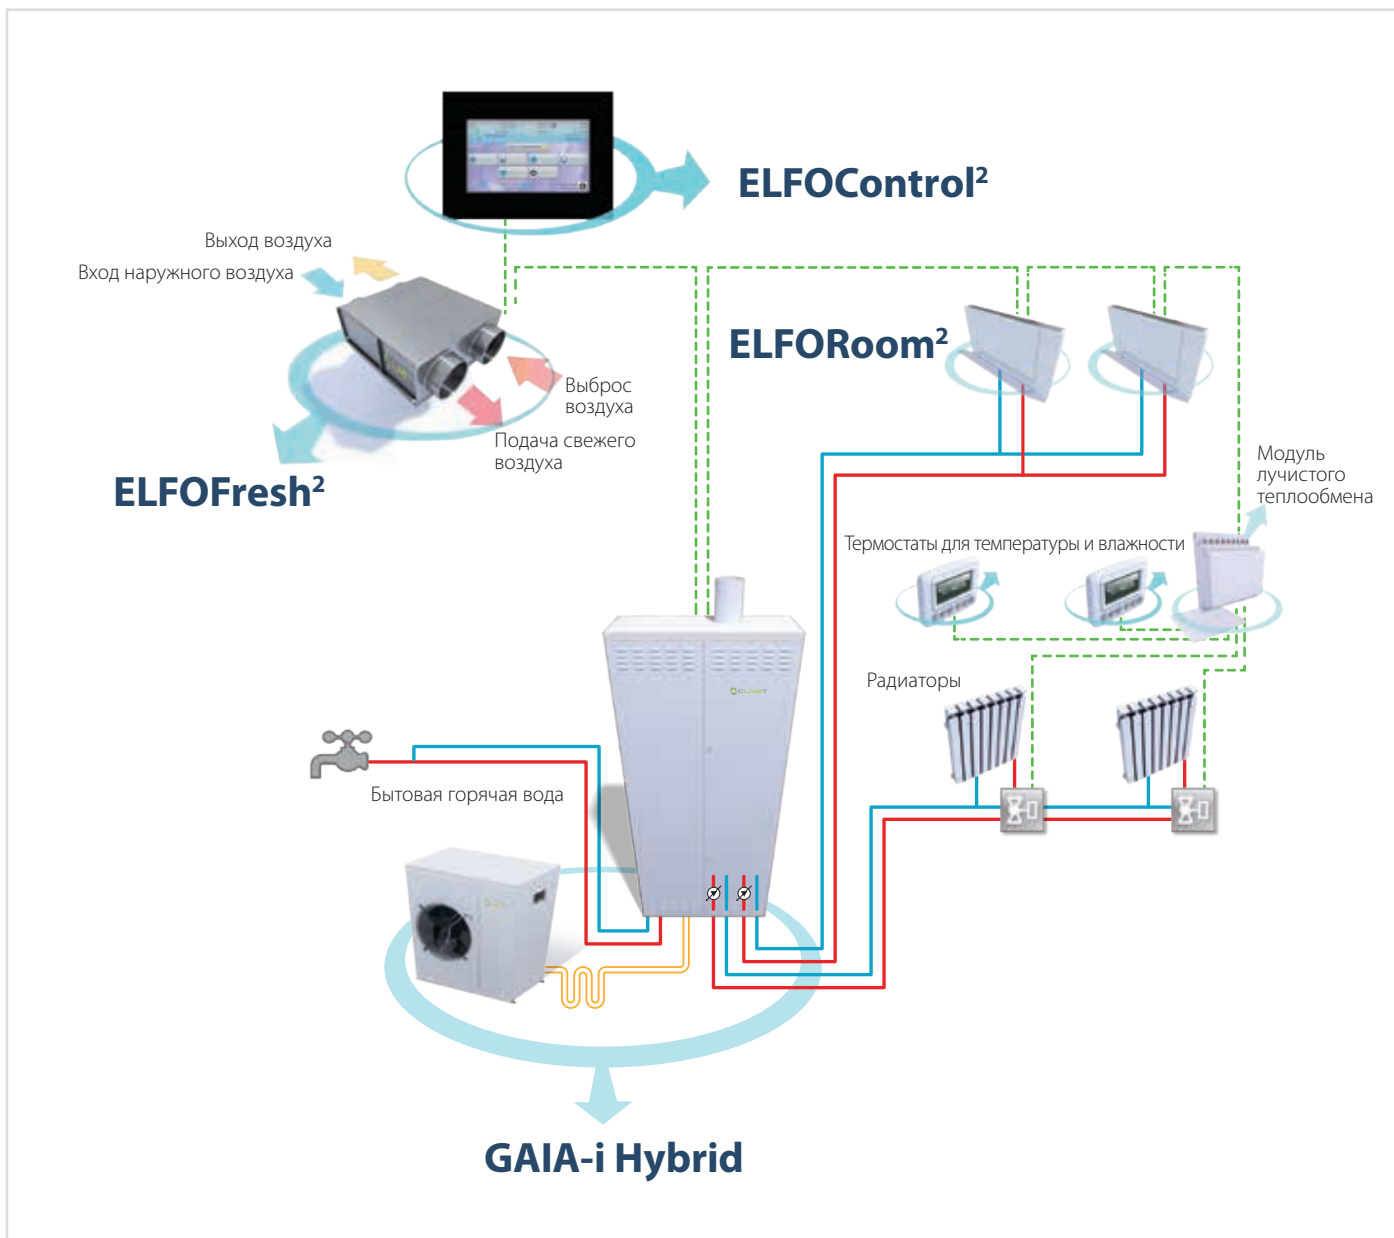 ELFOControl²
Выход воздуха
Вход наружного воздуха
ELFORoom²
Выброс
воздуха
Подача свежего
воздуха
ELFOFresh²
Модуль
лучистого
теплообмена
Термостаты для температуры и влажности
Радиаторы
CLIVET
Бытовая горячая вода
GAIA-i Hybrid